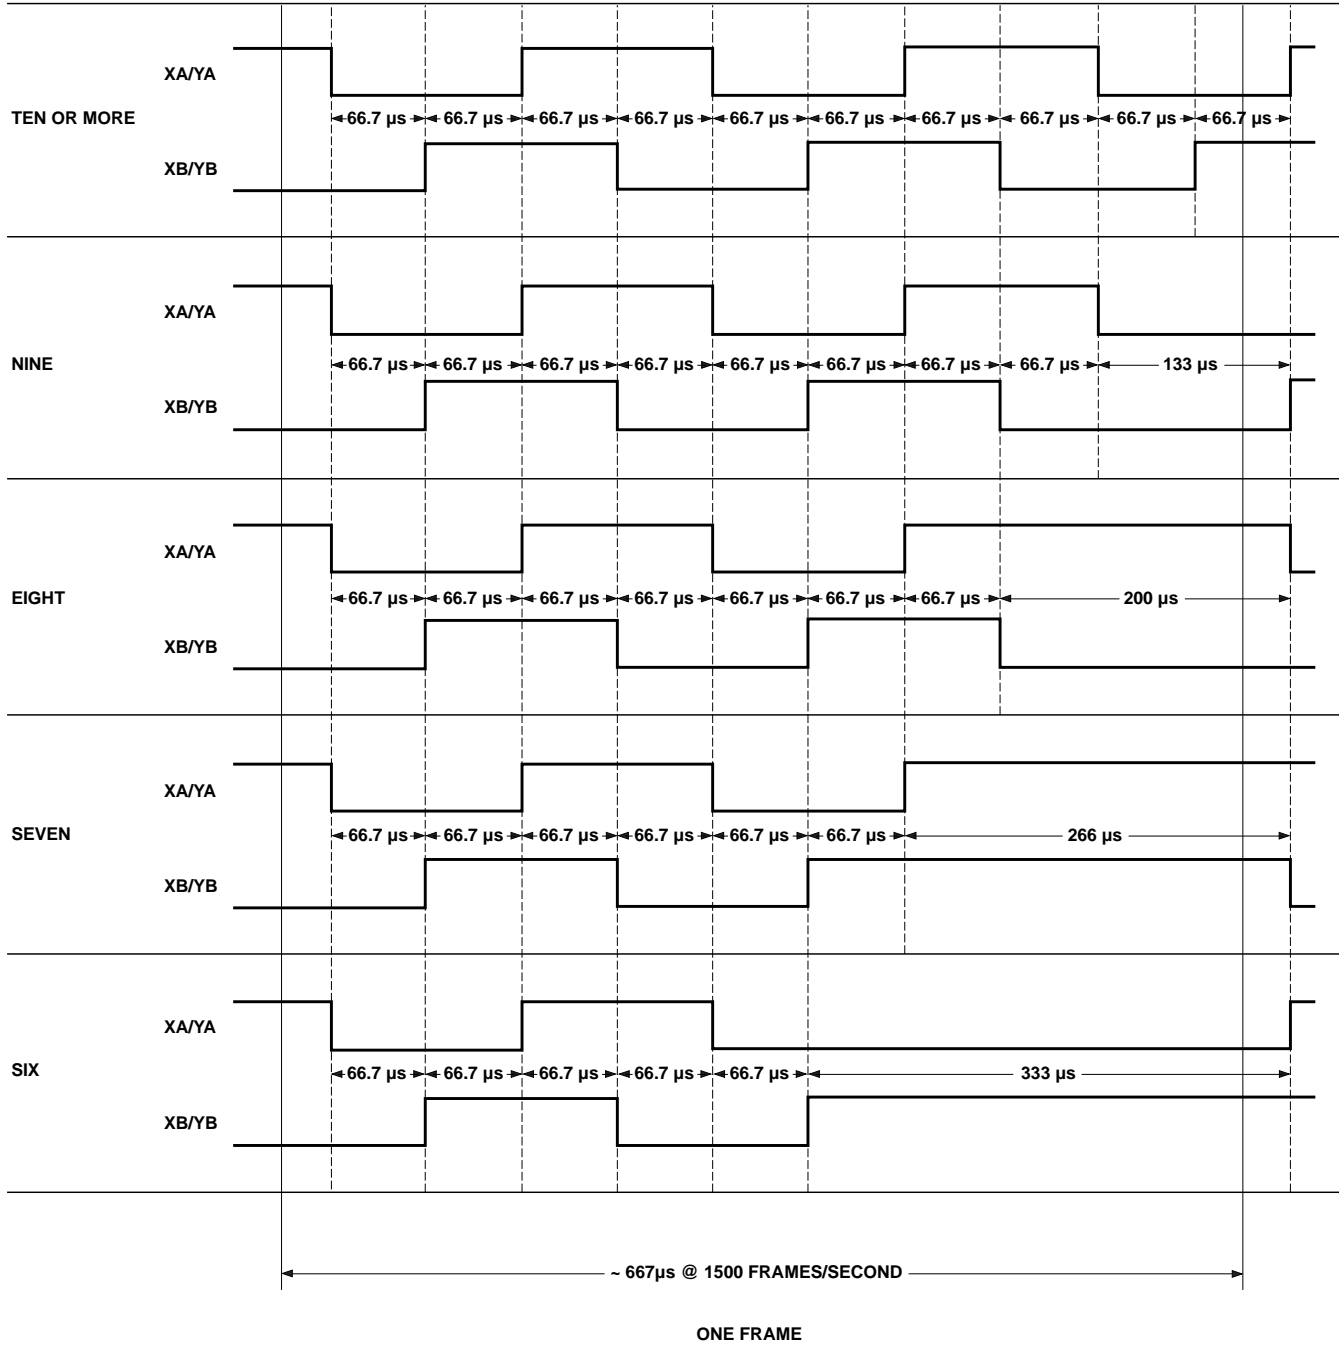 XA/YA
TEN OR MORE
66.7 µs 66.7 µs 66.7 µs 66.7 µs 66.7 µs 66.7 µs 66.7 µs 66.7 µs 66.7 µs 66.7 µs
XB/YB
XA/YA
NINE
66.7 µs 66.7 µs 66.7 µs 66.7 µs 66.7 µs 66.7 µs 66.7 µs 66.7 µs 133 µs
XB/YB
XA/YA
EIGHT
66.7 µs 66.7 µs 66.7 µs 66.7 µs 66.7 µs 66.7 µs 66.7 µs 200 µs
XB/YB
XA/YA
SEVEN
66.7 µs 66.7 µs 66.7 µs 66.7 µs 66.7 µs 66.7 µs 266 µs
XB/YB
XA/YA
SIX
66.7 µs 66.7 µs 66.7 µs 66.7 µs 66.7 µs 333 µs
XB/YB
~ 667µs @ 1500 FRAMES/SECOND
ONE FRAME